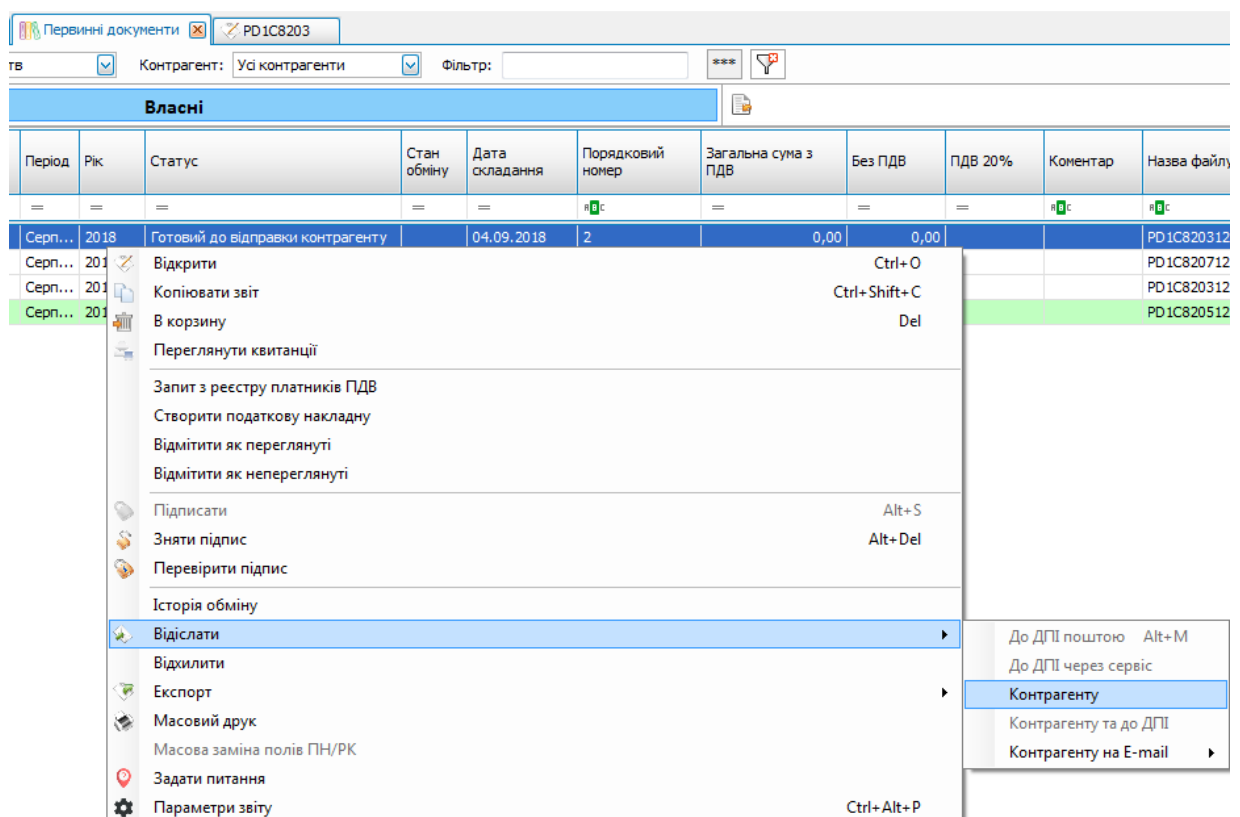 Первинні документи PD1C8203
тв Контрагент: Усі контрагенти Фільтр: ***
Власні
Період Рік Статус Стан обміну Дата складання Порядковий номер Загальна сума з ПДВ Без ПДВ ПДВ 20% Коментар Назва файлу
= = = = = ABC = = = ABC ABC
Серп... 2018 Готовий до відправки контрагенту 04.09.2018 2 0,00 0,00 PD1C820312
Серп... 201 PD1C820712
Серп... 201 PD1C820312
Серп... 201 PD1C820512
Відкрити Ctrl+O
Копіювати звіт Ctrl+Shift+C
В корзину Del
Переглянути квитанції
Запит з реєстру платників ПДВ
Створити податкову накладну
Відмітити як переглянуті
Відмітити як непереглянуті
Підписати Alt+S
Зняти підпис Alt+Del
Перевірити підпис
Історія обміну
Відіслати
Відхилити
Експорт
Масовий друк
Масова заміна полів ПН/РК
Задати питання
Параметри звіту Ctrl+Alt+P
До ДПІ поштою Alt+M
До ДПІ через сервіс
Контрагенту
Контрагенту та до ДПІ
Контрагенту на E-mail